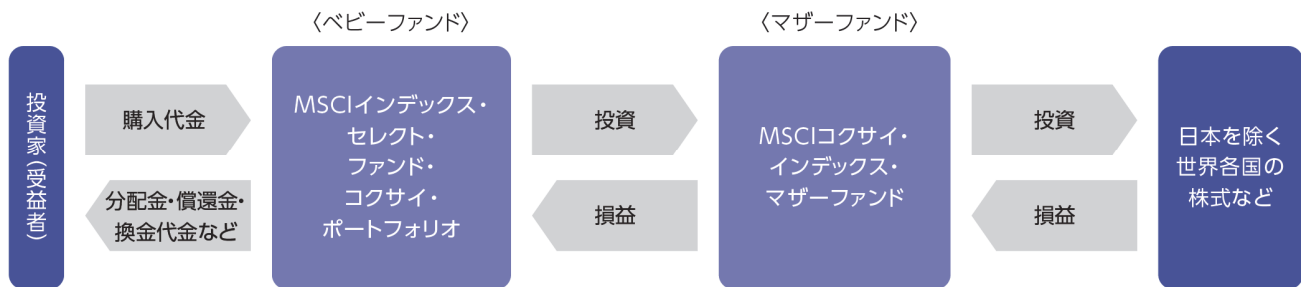 〈ベビーファンド〉
〈マザーファンド〉
投資家(受益者)
購入代金
分配金・償還金・
換金代金など
MSCIインデックス・
セレクト・
ファンド・
コクサイ・
ポートフォリオ
投資
損益
MSCIコクサイ・
インデックス・
マザーファンド
投資
損益
日本を除く
世界各国の
株式など